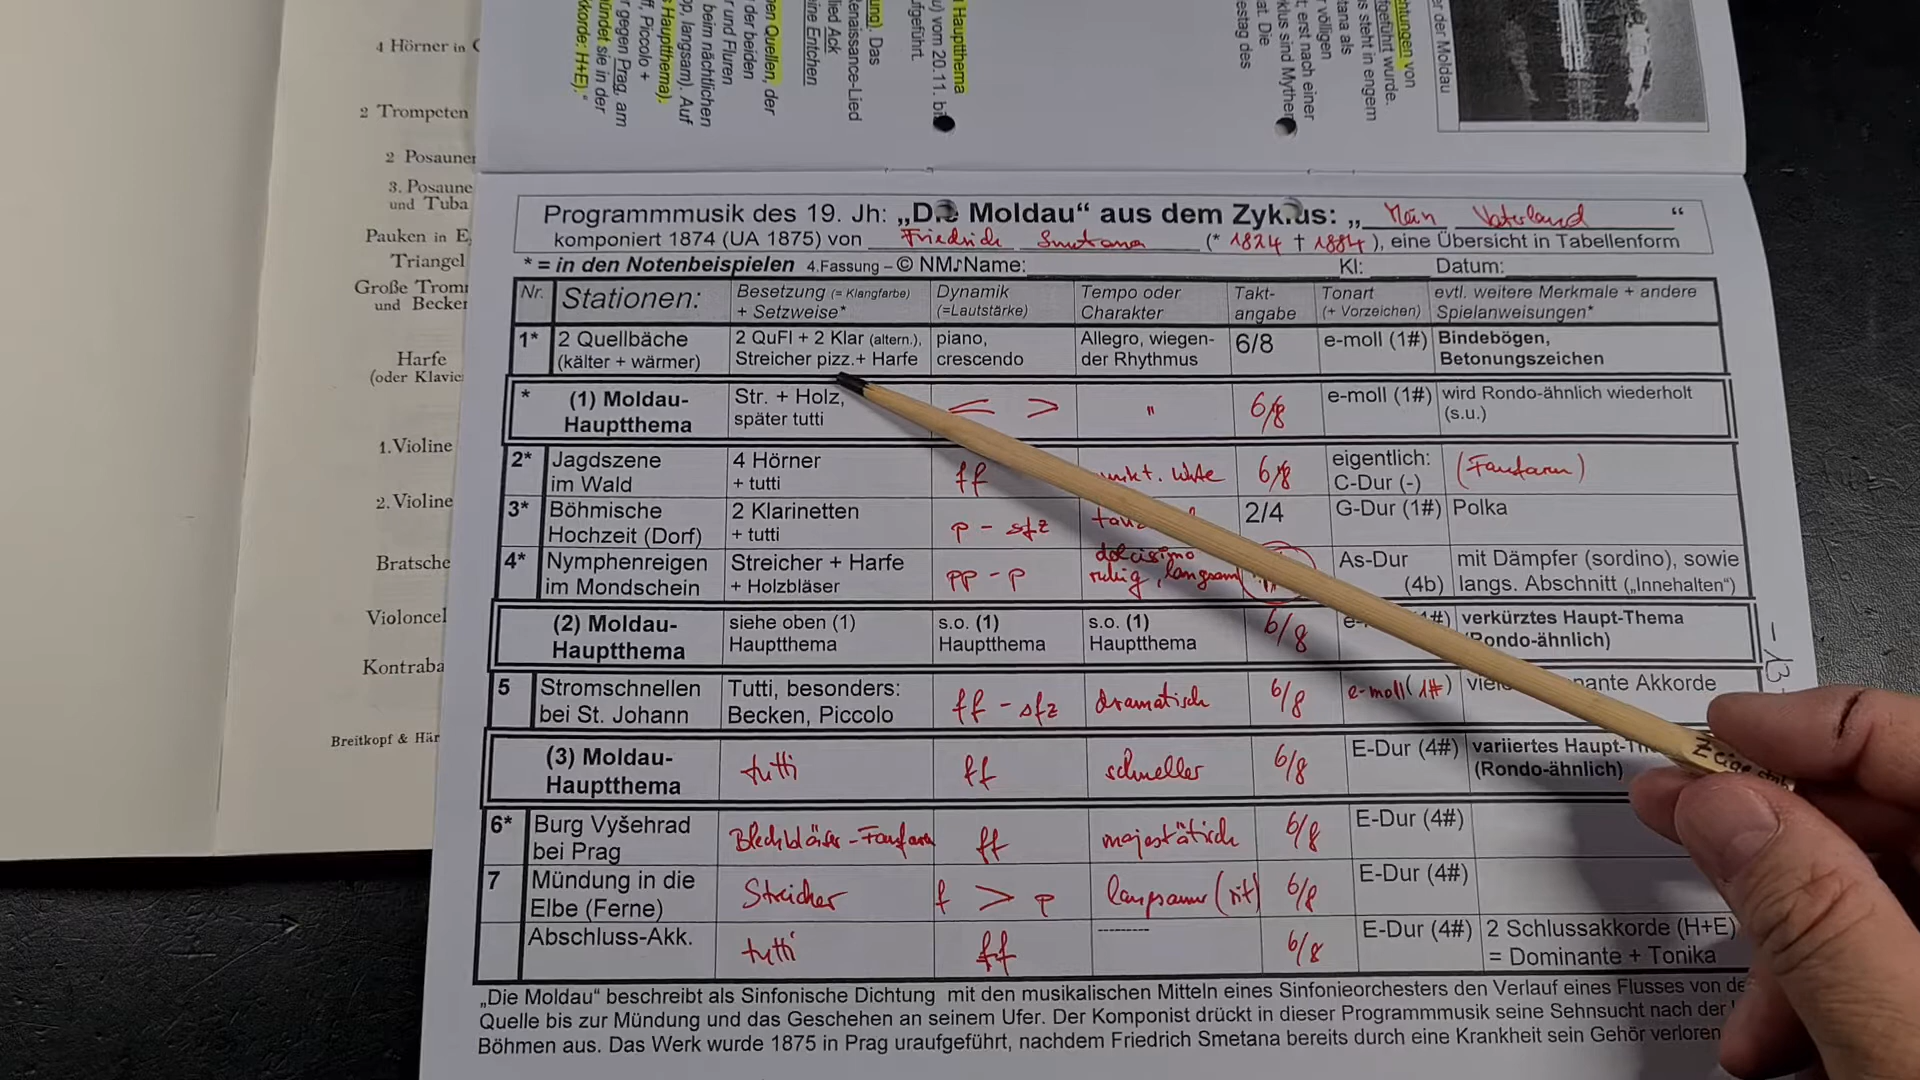 4 Hörner in
2 Trompeten
2 Posaunen
3. Posaune
und Tuba
Pauken in E,
Triangel
Große Trom
und Becken
Harfe
(oder Klavie
1. Violine
2. Violine
Bratsche
Violoncel
Kontraba
Breitkopf & Här
Programmmusik des 19. Jh: „Die Moldau“ aus dem Zyklus: „ Mein Vaterland “
komponiert 1874 (UA 1875) von Friedrich Smetana (* 1824 † 1884), eine Übersicht in Tabellenform
* = in den Notenbeispielen 4.Fassung – © NM♪Name: Kl: Datum:
Nr. Stationen: Besetzung (= Klangfarbe) + Setzweise* Dynamik (=Lautstärke) Tempo oder Charakter Takt-angabe Tonart (+ Vorzeichen) evtl. weitere Merkmale + andere Spielanweisungen*
1* 2 Quellbäche (kälter + wärmer) 2 QuFl + 2 Klar (altern.), Streicher pizz.+ Harfe piano, crescendo Allegro, wiegen-der Rhythmus 6/8 e-moll (1#) Bindebögen, Betonungszeichen
* (1) Moldau-Hauptthema Str. + Holz, später tutti < > " 6/8 e-moll (1#) wird Rondo-ähnlich wiederholt (s.u.)
2* Jagdszene im Wald 4 Hörner + tutti ff 6/8 eigentlich: C-Dur (-) (Fanfaren)
3* Böhmische Hochzeit (Dorf) 2 Klarinetten + tutti p - sfz 2/4 G-Dur (1#) Polka
4* Nymphenreigen im Mondschein Streicher + Harfe + Holzbläser pp - p dolcissimo ruhig, langsam As-Dur (4b) mit Dämpfer (sordino), sowie langs. Abschnitt („Innehalten“)
(2) Moldau-Hauptthema siehe oben (1) Hauptthema s.o. (1) Hauptthema s.o. (1) Hauptthema 6/8 verkürztes Haupt-Thema (Rondo-ähnlich)
5 Stromschnellen bei St. Johann Tutti, besonders: Becken, Piccolo ff - sfz dramatisch 6/8 e-moll (1#) Akkorde
(3) Moldau-Hauptthema tutti ff schneller 6/8 E-Dur (4#) variiertes (Rondo-ähnlich)
6* Burg Vyšehrad bei Prag Blechbläser-Fanfaren ff majestätisch 6/8 E-Dur (4#)
7 Mündung in die Elbe (Ferne) Streicher f > p langsamer (rit) 6/8 E-Dur (4#)
Abschluss-Akk. tutti ff --------- 6/8 E-Dur (4#) 2 Schlussakkorde (H+E) = Dominante + Tonika
„Die Moldau“ beschreibt als Sinfonische Dichtung mit den musikalischen Mitteln eines Sinfonieorchesters den Verlauf eines Flusses von de
Quelle bis zur Mündung und das Geschehen an seinem Ufer. Der Komponist drückt in dieser Programmmusik seine Sehnsucht nach der
Böhmen aus. Das Werk wurde 1875 in Prag uraufgeführt, nachdem Friedrich Smetana bereits durch eine Krankheit sein Gehör verloren